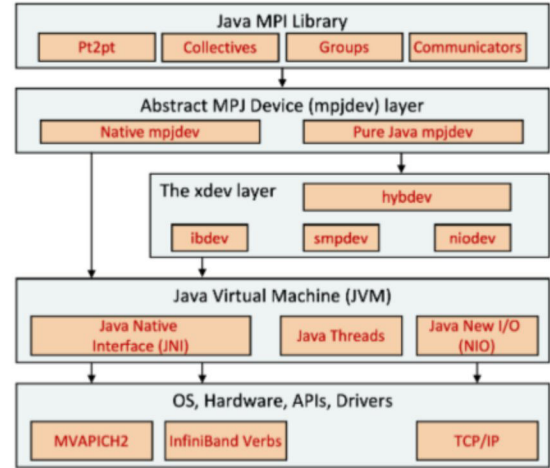 Java MPI Library
Pt2pt
Collectives
Groups
Communicators
Abstract MPJ Device (mpjdev) layer
Native mpjdev
Pure Java mpjdev
The xdev layer
hybdev
ibdev
smpdev
niodev
Java Virtual Machine (JVM)
Java Native
Interface (JNI)
Java Threads
Java New I/O
(NIO)
OS, Hardware, APIs, Drivers
MVAPICH2
InfiniBand Verbs
TCP/IP